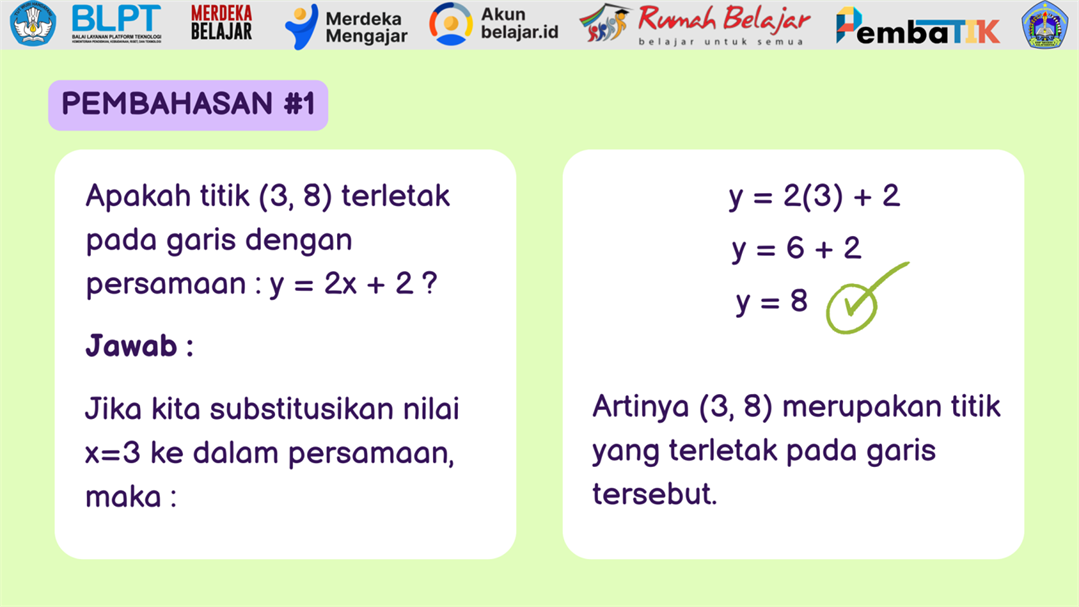 BLPT
BALAI LAYANAN PLATFORM TEKNOLOGI
MERDEKA
BELAJAR
Merdeka
Mengajar
Akun
belajar.id
Rumah Belajar
belajar untuk semua
PembaTIK
PEMBAHASAN #1
Apakah titik (3, 8) terletak
pada garis dengan
persamaan : y = 2x + 2 ?
Jawab :
Jika kita substitusikan nilai
x=3 ke dalam persamaan,
maka :
y = 2(3) + 2
y = 6 + 2
y = 8
Artinya (3, 8) merupakan titik
yang terletak pada garis
tersebut.